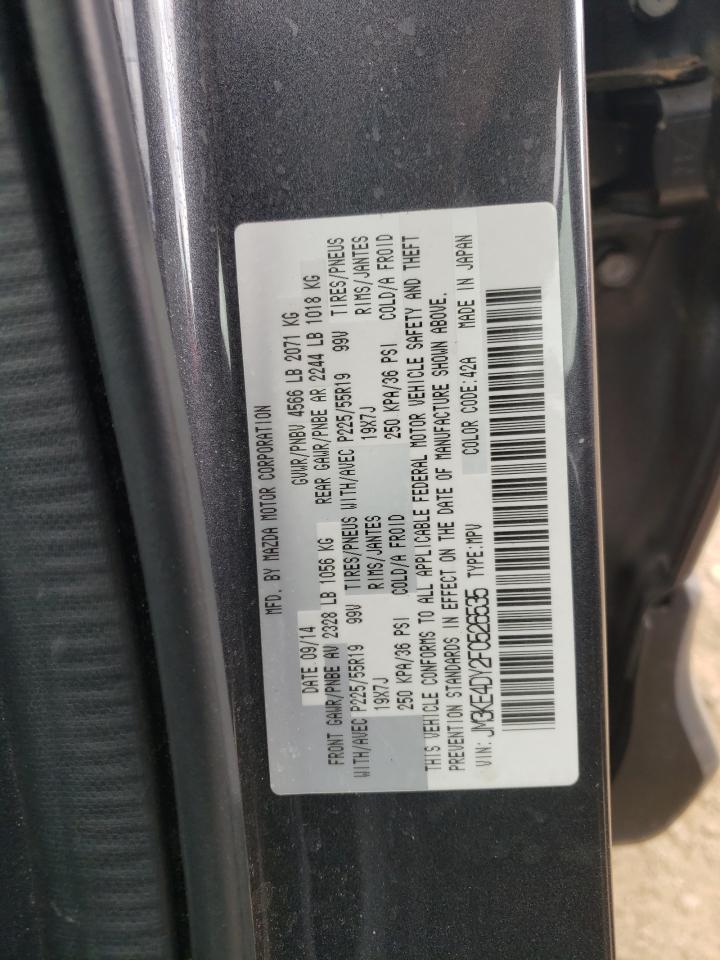 MFD. BY MAZDA MOTOR CORPORATION
DATE 09/14 GVWR/PNBV 4566 LB 2071 KG
FRONT GAWR/PNBE AV 2328 LB 1056 KG REAR GAWR/PNBE AR 2244 LB 1018 KG
WITH/AVEC P225/55R19 99V TIRES/PNEUS WITH/AVEC P225/55R19 99V TIRES/PNEUS
19X7J RIMS/JANTES 19X7J RIMS/JANTES
250 KPA/36 PSI COLD/A FROID 250 KPA/36 PSI COLD/A FROID
THIS VEHICLE CONFORMS TO ALL APPLICABLE FEDERAL MOTOR VEHICLE SAFETY AND THEFT
PREVENTION STANDARDS IN EFFECT ON THE DATE OF MANUFACTURE SHOWN ABOVE.
VIN: JM3KE4DY2F0526535 TYPE:MPV COLOR CODE:42A MADE IN JAPAN